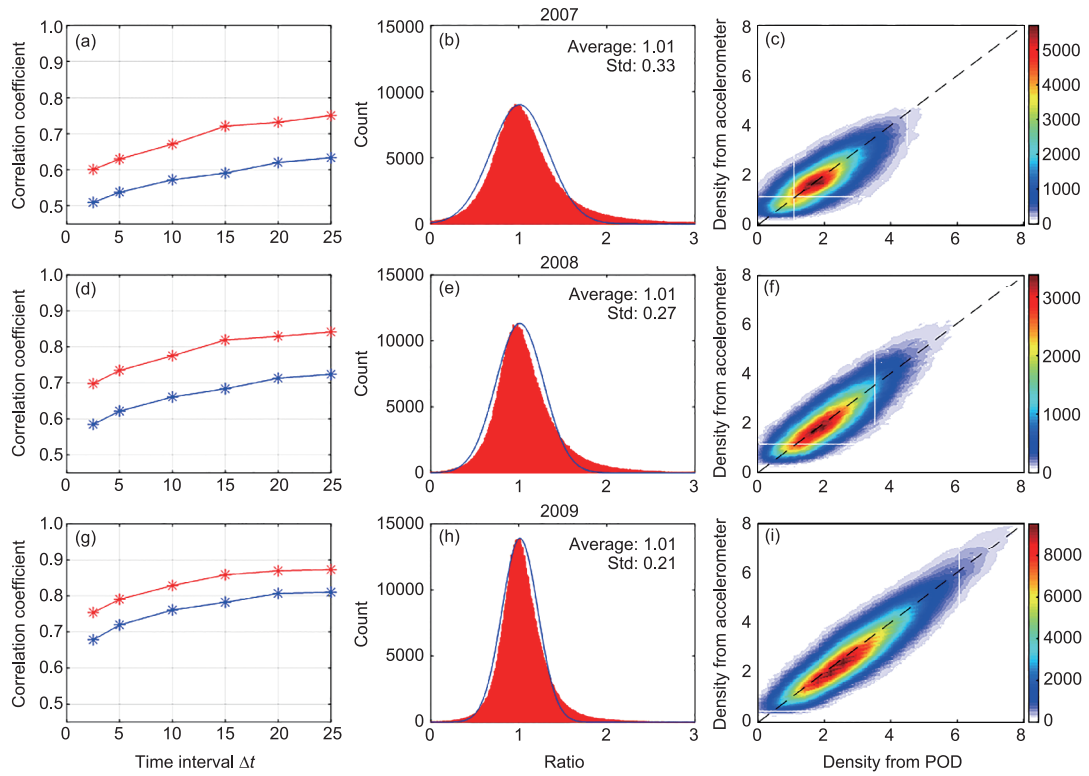 2007
(a)
1.0
0.9
0.8
0.7
0.6
0.5
Correlation coefficient
0 5 10 15 20 25
(b)
Average: 1.01
Std: 0.33
15000
10000
5000
0
Count
0 1 2 3
(c)
8
6
4
2
0
Density from accelerometer
0 2 4 6 8
5000
4000
3000
2000
1000
0
2008
(d)
1.0
0.9
0.8
0.7
0.6
0.5
Correlation coefficient
0 5 10 15 20 25
(e)
Average: 1.01
Std: 0.27
15000
10000
5000
0
Count
0 1 2 3
(f)
8
6
4
2
0
Density from accelerometer
0 2 4 6 8
3000
2000
1000
0
2009
(g)
1.0
0.9
0.8
0.7
0.6
0.5
Correlation coefficient
0 5 10 15 20 25
Time interval Δt
(h)
Average: 1.01
Std: 0.21
15000
10000
5000
0
Count
0 1 2 3
Ratio
(i)
8
6
4
2
0
Density from accelerometer
0 2 4 6 8
Density from POD
8000
6000
4000
2000
0